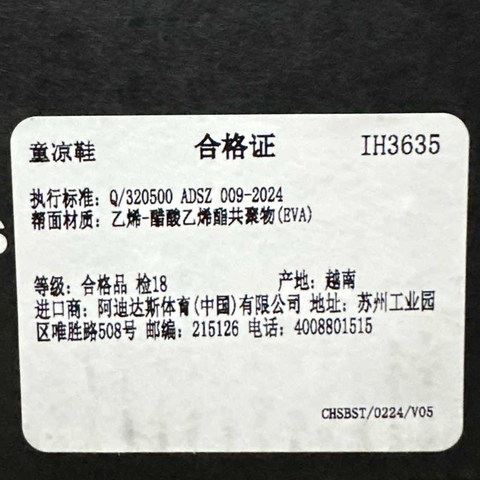 童凉鞋 合格证 IH3635
执行标准: Q/320500 ADSZ 009-2024
帮面材质: 乙烯-醋酸乙烯酯共聚物(EVA)
等级: 合格品 检18 产地: 越南
进口商: 阿迪达斯体育(中国)有限公司 地址: 苏州工业园
区唯胜路508号 邮编: 215126 电话: 4008801515
CHSBST/0224/V05